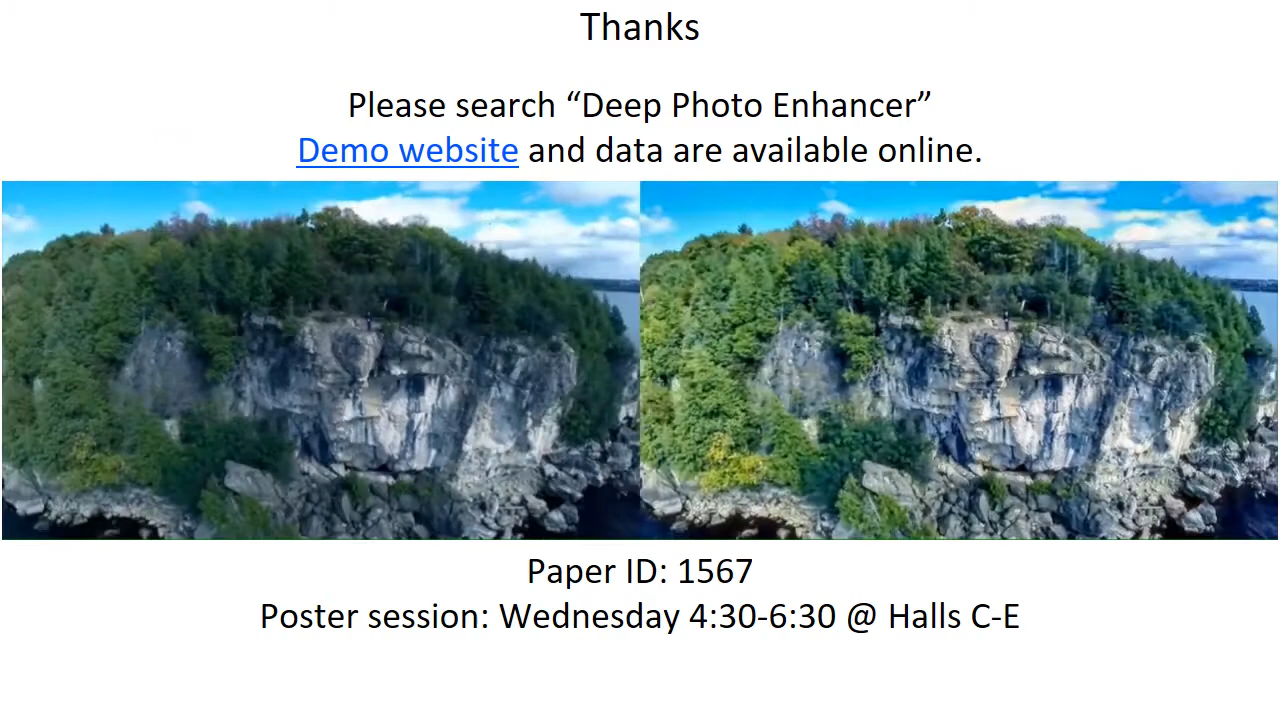 Thanks
Please search “Deep Photo Enhancer”
Demo website and data are available online.
Paper ID: 1567
Poster session: Wednesday 4:30-6:30 @ Halls C-E